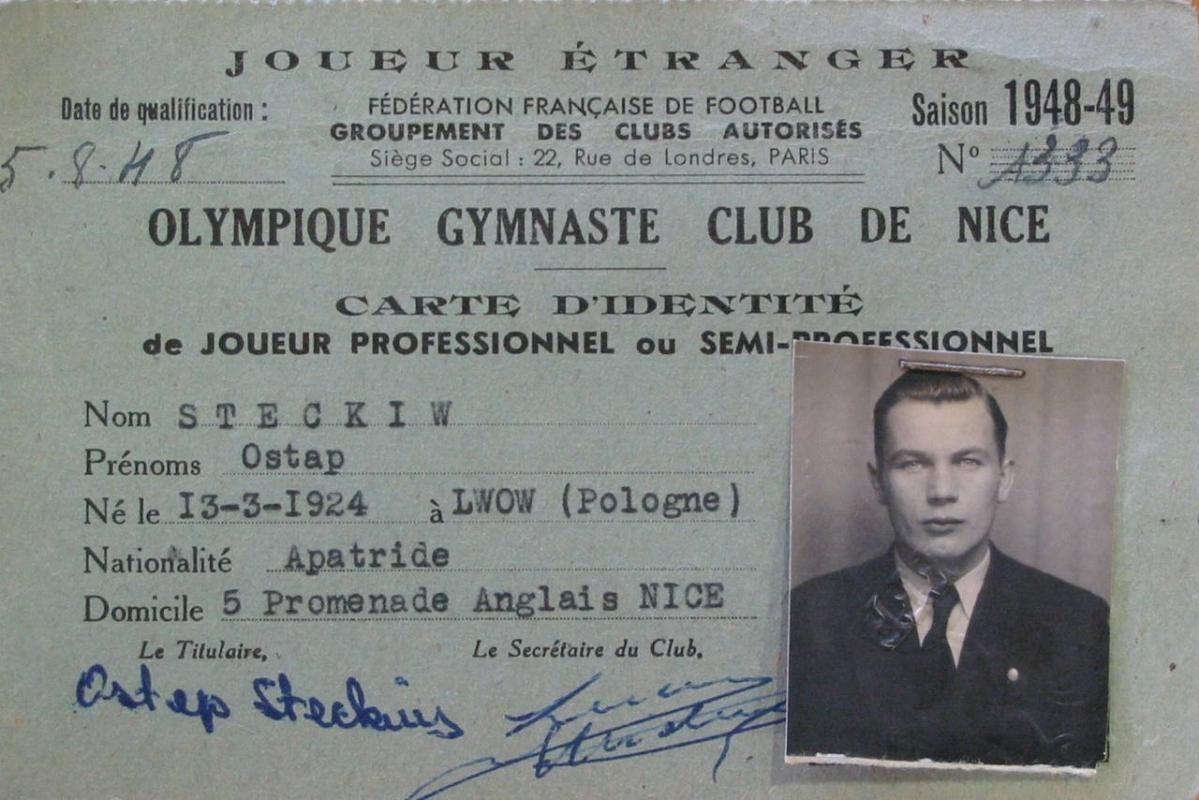 JOUEUR ÉTRANGER
Date de qualification :
5.8.48
FÉDÉRATION FRANÇAISE DE FOOTBALL
GROUPEMENT DES CLUBS AUTORISÉS
Siège Social : 22, Rue de Londres, PARIS
Saison 1948-49
Nº 1333
OLYMPIQUE GYMNASTE CLUB DE NICE
CARTE D'IDENTITÉ
de JOUEUR PROFESSIONNEL ou SEMI-PROFESSIONNEL
Nom STECKIW
Prénoms Ostap
Né le I3-3-I924 à LWOW (Pologne)
Nationalité Apatride
Domicile 5 Promenade Anglais NICE
Le Titulaire, Le Secrétaire du Club,
Ostap Steckiw